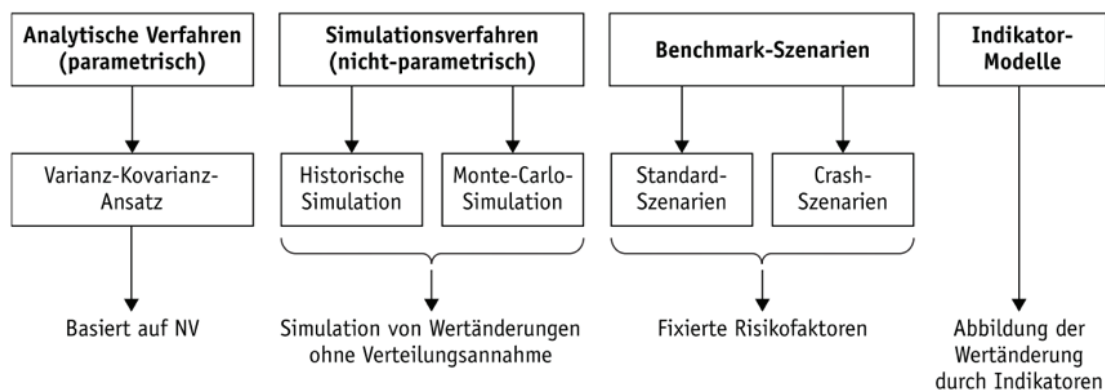 Analytische Verfahren
(parametrisch)
Simulationsverfahren
(nicht-parametrisch)
Benchmark-Szenarien
Indikator-
Modelle
Varianz-Kovarianz-
Ansatz
Historische
Simulation
Monte-Carlo-
Simulation
Standard-
Szenarien
Crash-
Szenarien
Basiert auf NV
Simulation von Wertänderungen
ohne Verteilungsannahme
Fixierte Risikofaktoren
Abbildung der
Wertänderung
durch Indikatoren